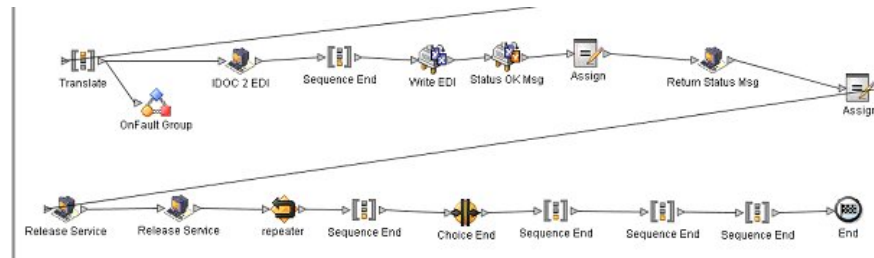 Translate
IDOC 2 EDI
Sequence End
Write EDI
Status OK Msg
Assign
Return Status Msg
OnFault Group
Assign
Release Service
Release Service
repeater
Sequence End
Choice End
Sequence End
Sequence End
Sequence End
End